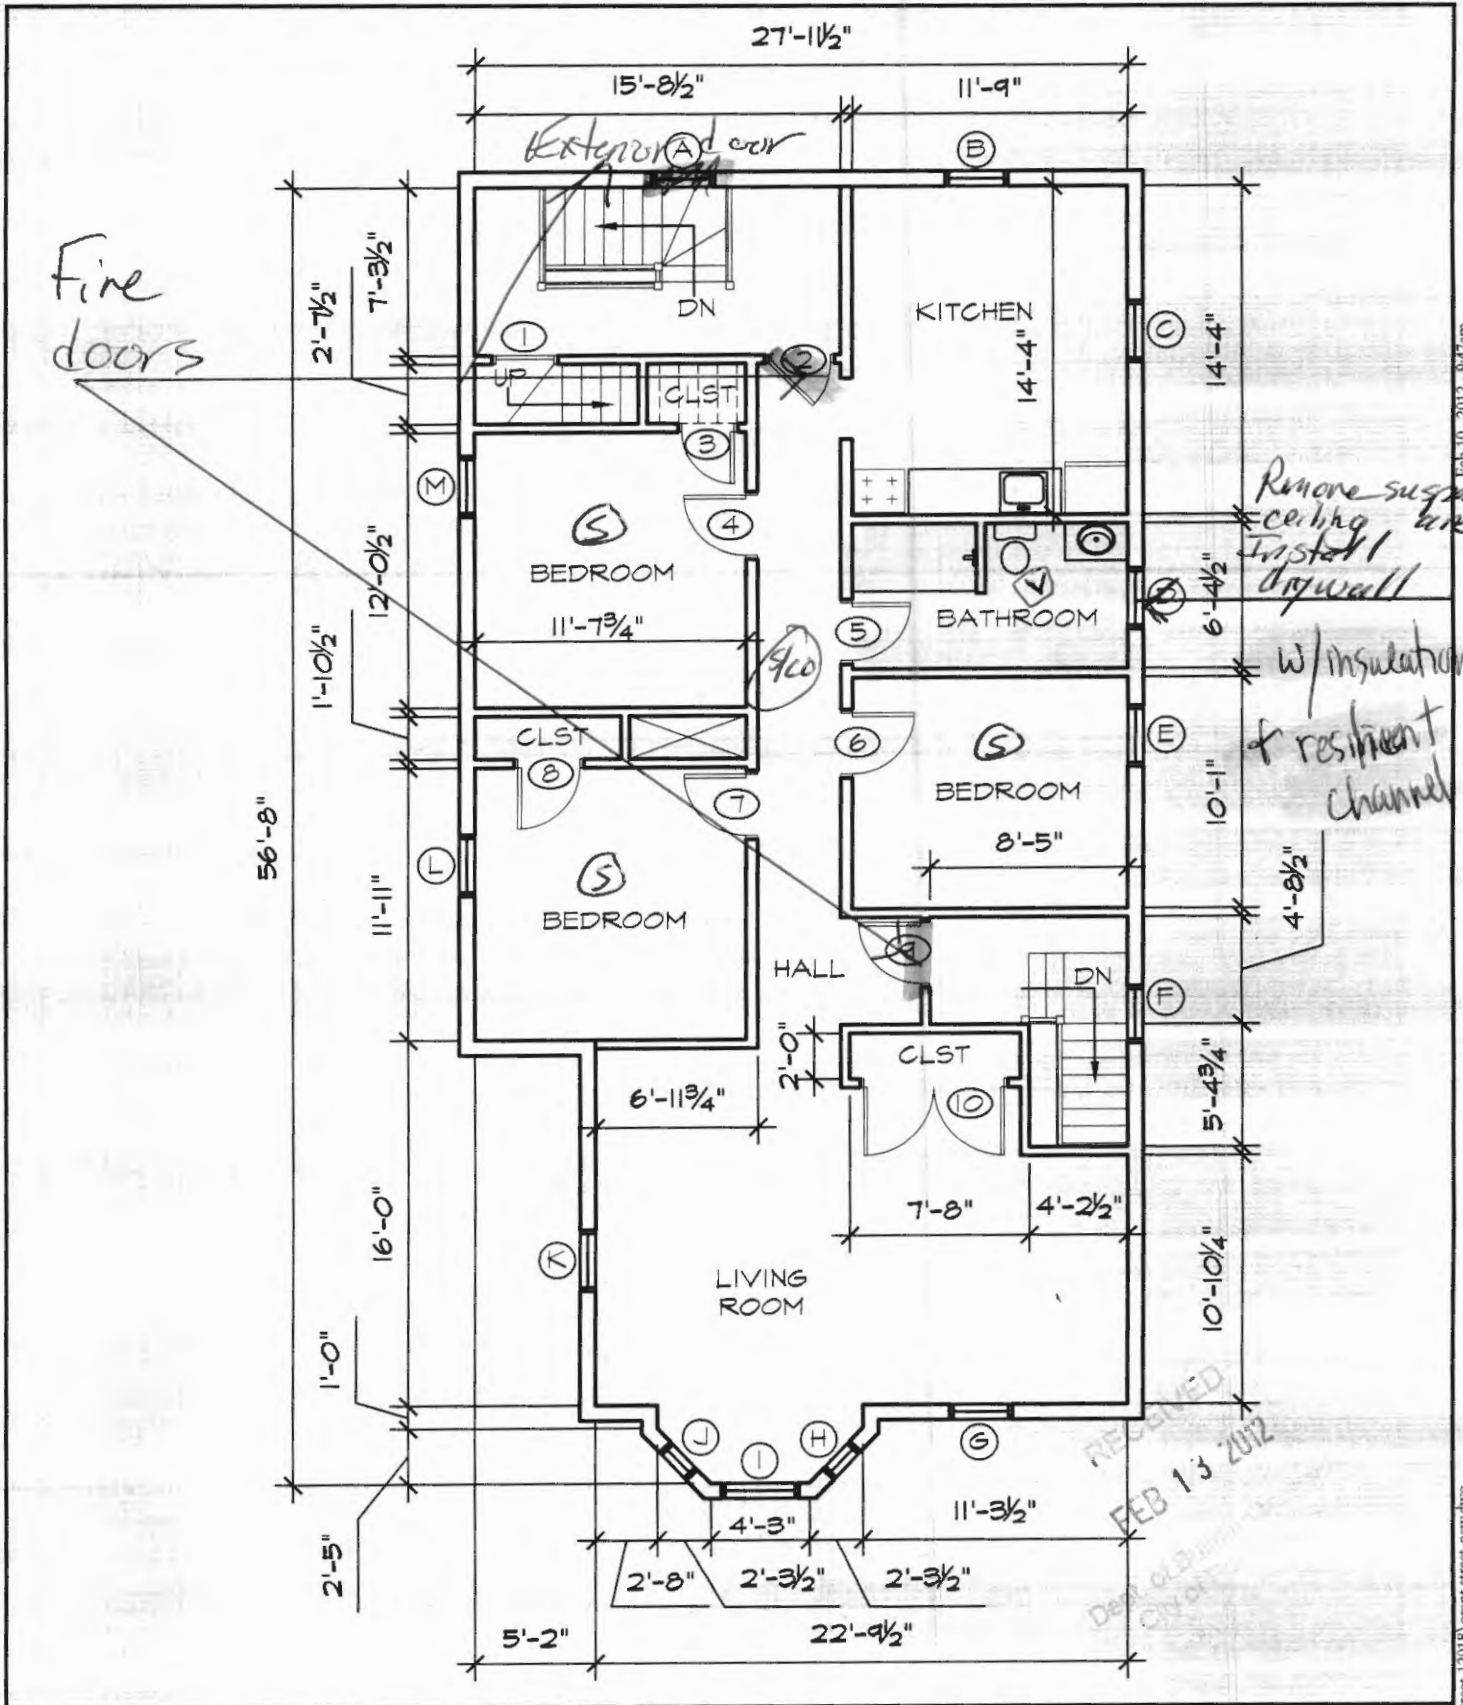 27'-11½"
15'-8½"
11'-9"
Exterior door
A
B
Fire
doors
7'-3½"
2'-7½"
DN
KITCHEN
14'-4"
14'-4"
C
1
2
UP
CLST
3
M
4
S
BEDROOM
11'-7¾"
12'-0½"
1'-10½"
Remove
ceiling
Install
drywall
w/insulation
+ resilient
channel
6'-4½"
V
BATHROOM
5
S/CO
6
S
BEDROOM
8'-5"
E
10'-1"
4'-8½"
CLST
8
7
56'-8"
L
S
BEDROOM
11'-11"
HALL
DN
F
2'-0"
CLST
10
5'-4¾"
6'-11¾"
7'-8"
4'-2½"
16'-0"
K
LIVING
ROOM
10'-10¼"
1'-0"
RECEIVED
FEB 13 2012
J
I
H
G
4'-3"
11'-3½"
2'-5"
2'-8"
2'-3½"
2'-3½"
5'-2"
22'-9½"